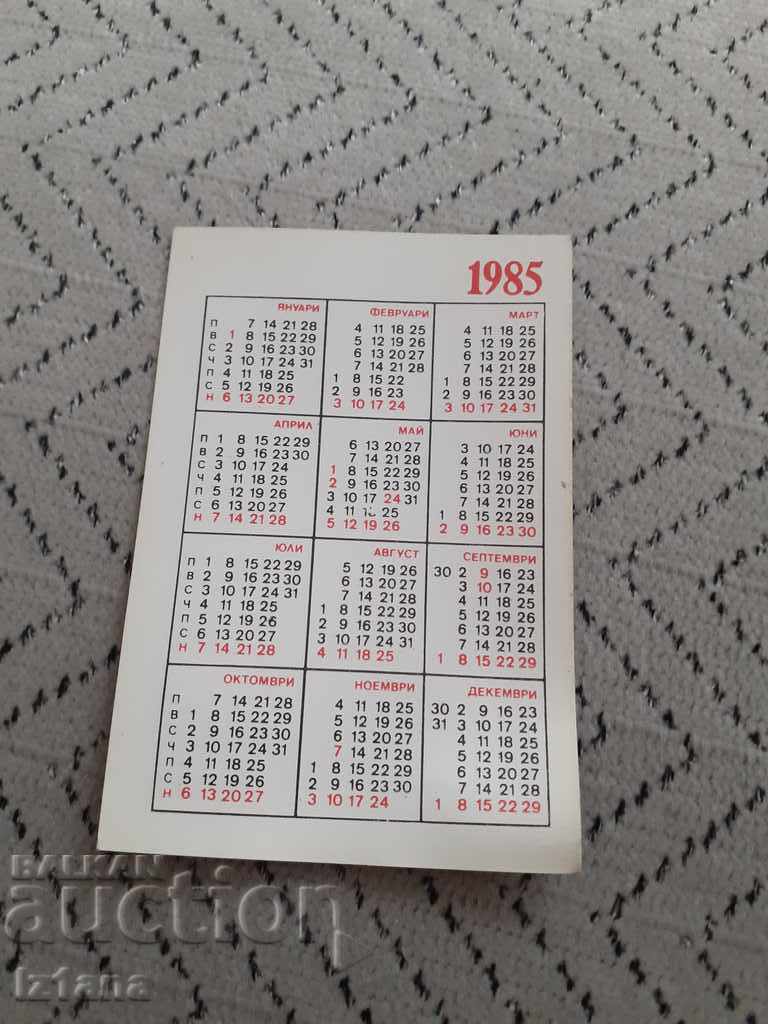 1985
ЯНУАРИ
П 7 14 21 28
В 1 8 15 22 29
С 2 9 16 23 30
Ч 3 10 17 24 31
П 4 11 18 25
С 5 12 19 26
Н 6 13 20 27
ФЕВРУАРИ
4 11 18 25
5 12 19 26
6 13 20 27
7 14 21 28
1 8 15 22
2 9 16 23
3 10 17 24
МАРТ
4 11 18 25
5 12 19 26
6 13 20 27
7 14 21 28
1 8 15 22 29
2 9 16 23 30
3 10 17 24 31
АПРИЛ
П 1 8 15 22 29
В 2 9 16 23 30
С 3 10 17 24
Ч 4 11 18 25
П 5 12 19 26
С 6 13 20 27
Н 7 14 21 28
МАЙ
6 13 20 27
7 14 21 28
1 8 15 22 29
2 9 16 23 30
3 10 17 24 31
4 11 25
5 12 19 26
ЮНИ
3 10 17 24
4 11 18 25
5 12 19 26
6 13 20 27
7 14 21 28
1 8 15 22 29
2 9 16 23 30
ЮЛИ
П 1 8 15 22 29
В 2 9 16 23 30
С 3 10 17 24 31
Ч 4 11 18 25
П 5 12 19 26
С 6 13 20 27
Н 7 14 21 28
АВГУСТ
5 12 19 26
6 13 20 27
7 14 21 28
1 8 15 22 29
2 9 16 23 30
3 10 17 24 31
4 11 18 25
СЕПТЕМВРИ
30 2 9 16 23
3 10 17 24
4 11 18 25
5 12 19 26
6 13 20 27
7 14 21 28
1 8 15 22 29
ОКТОМВРИ
П 7 14 21 28
В 1 8 15 22 29
С 2 9 16 23 30
Ч 3 10 17 24 31
П 4 11 18 25
С 5 12 19 26
Н 6 13 20 27
НОЕМВРИ
4 11 18 25
5 12 19 26
6 13 20 27
7 14 21 28
1 8 15 22 29
2 9 16 23 30
3 10 17 24
ДЕКЕМВРИ
30 2 9 16 23
31 3 10 17 24
4 11 18 25
5 12 19 26
6 13 20 27
7 14 21 28
1 8 15 22 29
BALKAN
auction
Iz1ana